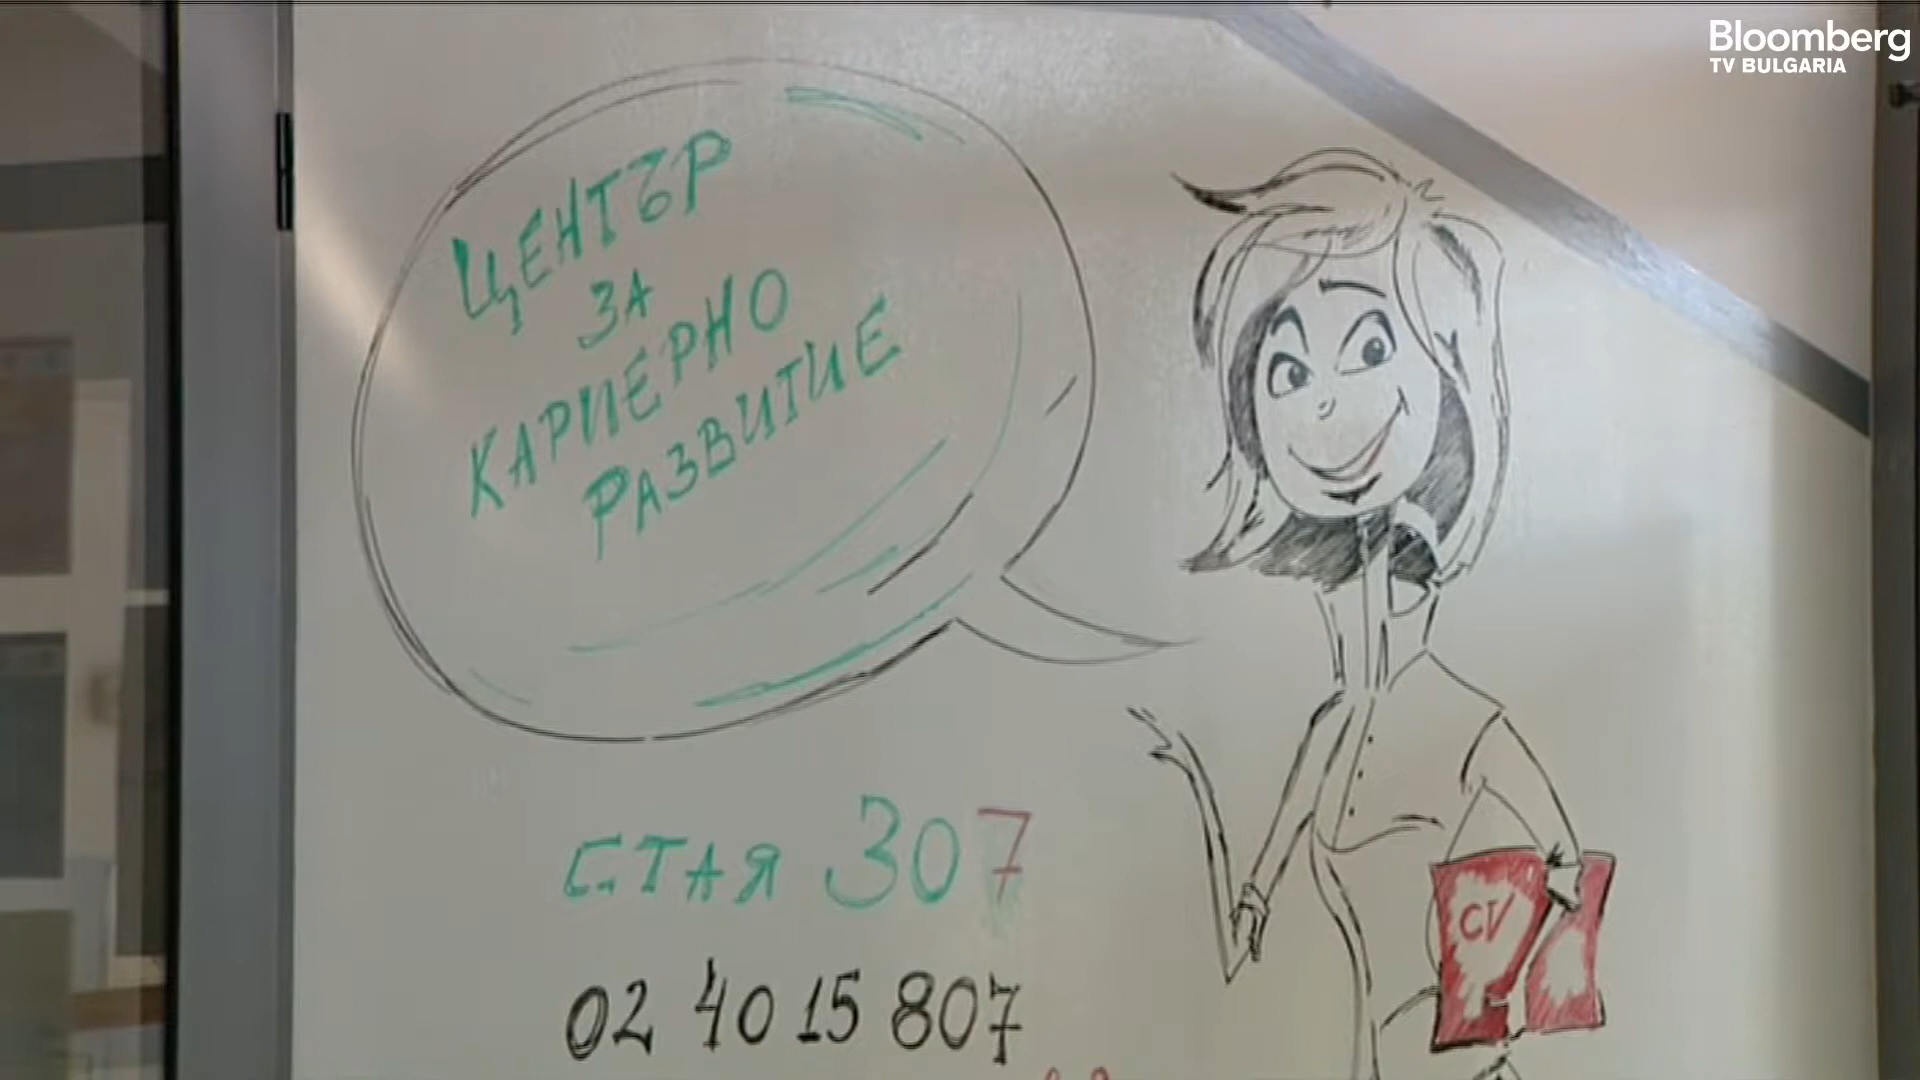 Bloomberg
TV BULGARIA
ЦЕНТЪР
ЗА
КАРИЕРНО
РАЗВИТИЕ
СТАЯ 307
02 40 15 807
CV